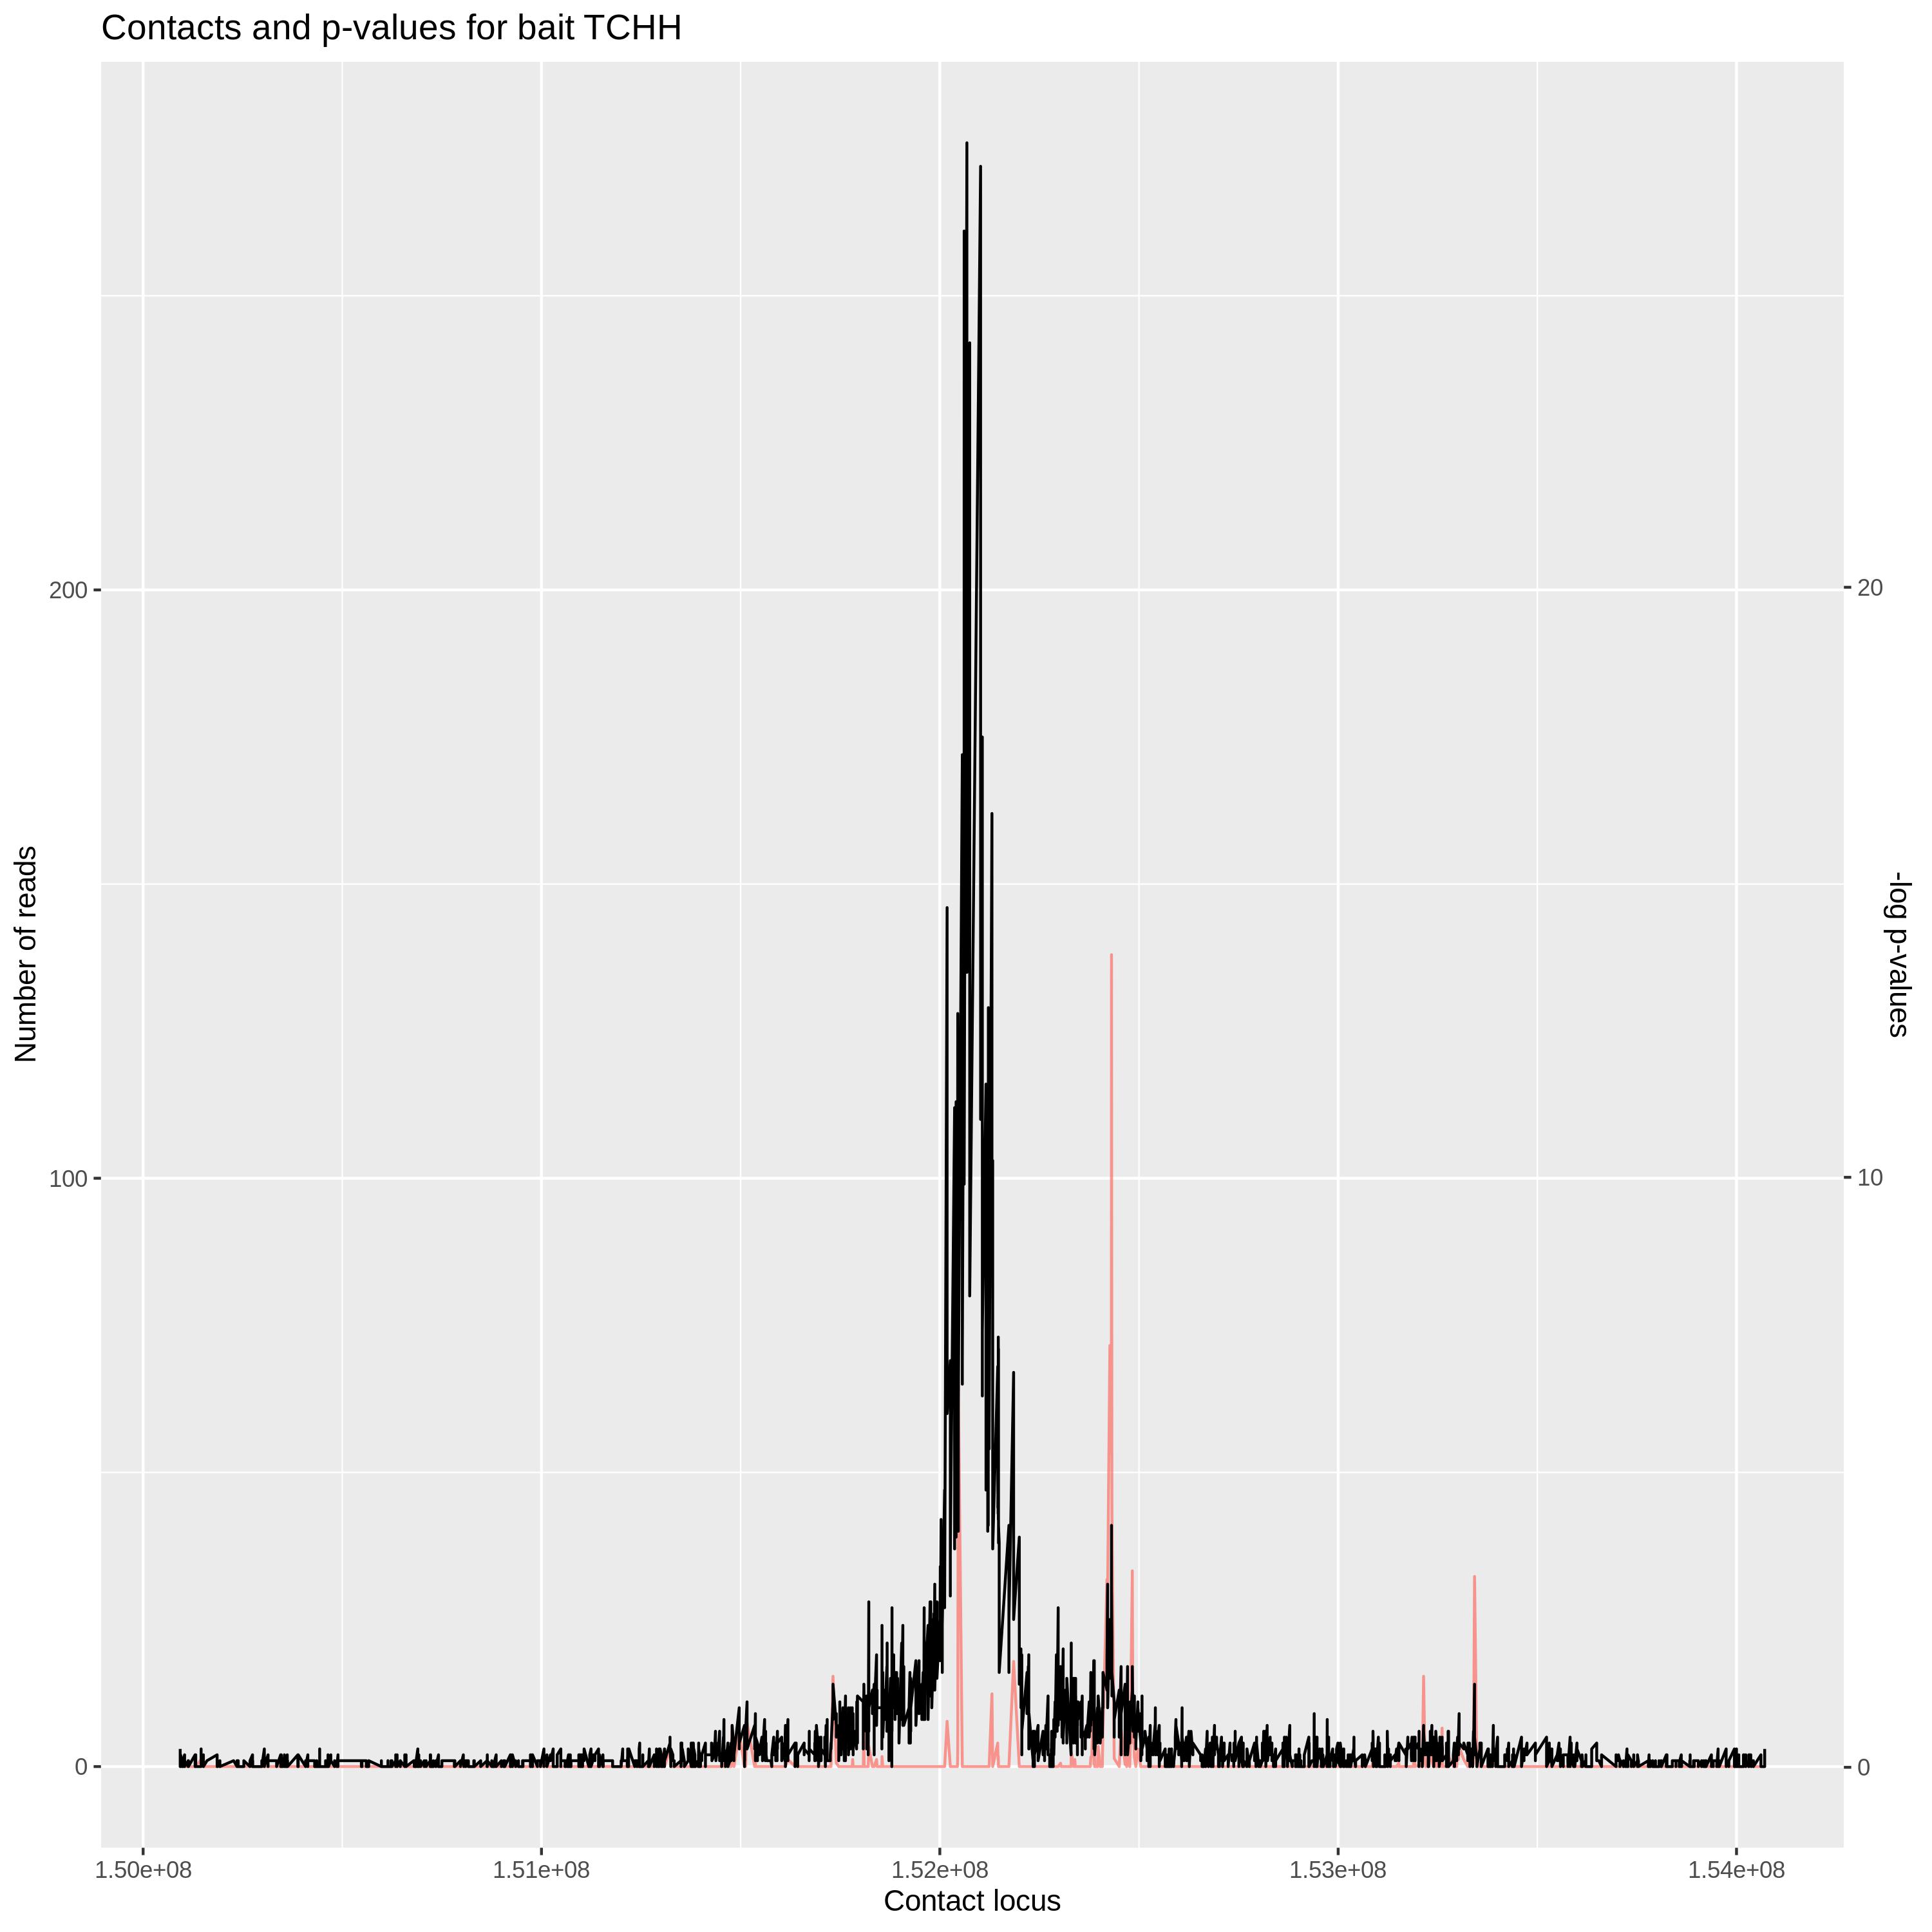 Contacts and p-values for bait TCHH
200
100
0
Number of reads
20
10
0
-log p-values
1.50e+08
1.51e+08
1.52e+08
1.53e+08
1.54e+08
Contact locus